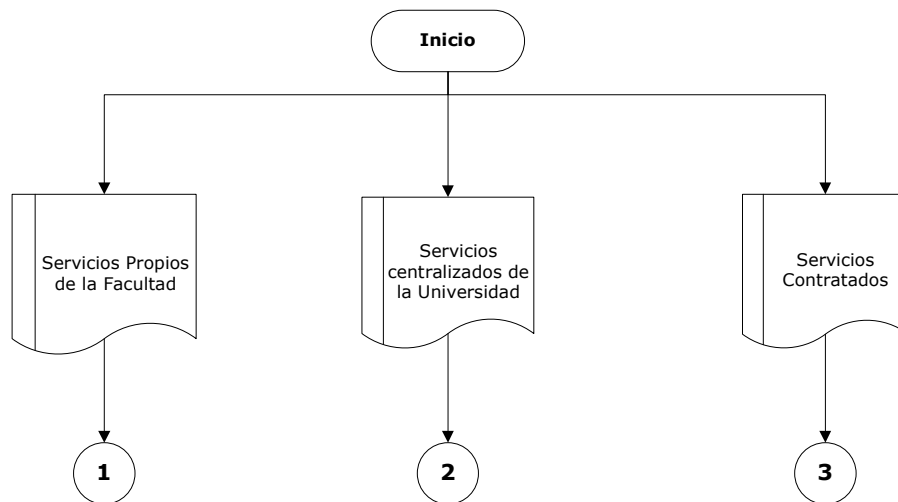 Inicio
Servicios Propios
de la Facultad
Servicios
centralizados de
la Universidad
Servicios
Contratados
1
2
3